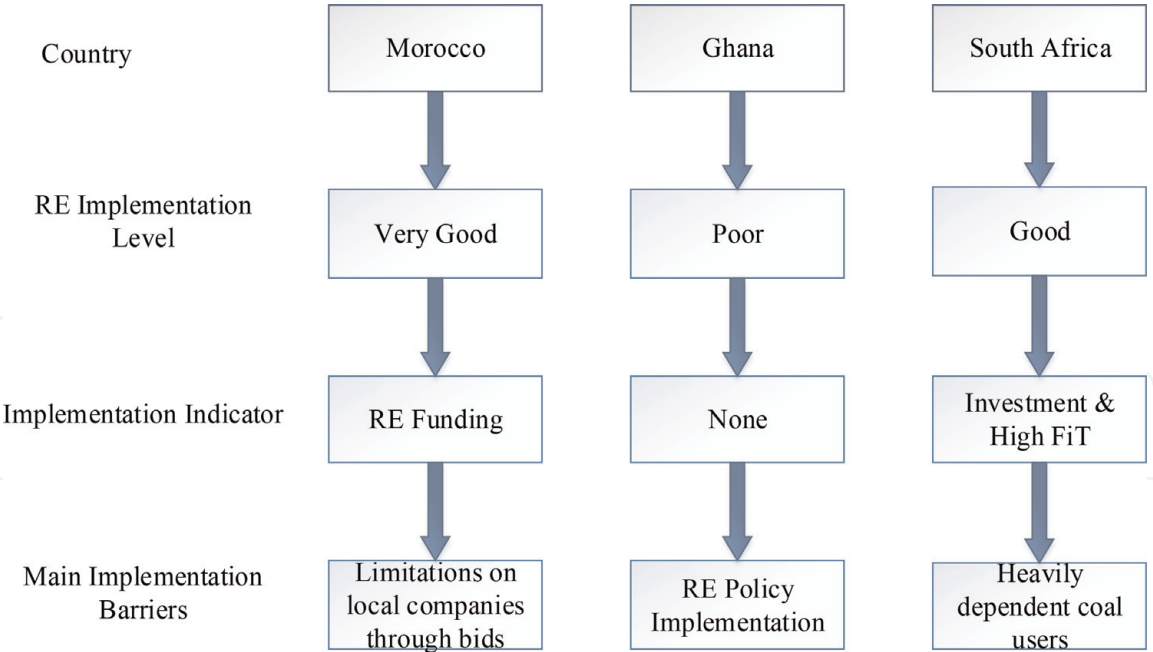 Country
Morocco
Ghana
South Africa
RE Implementation
Level
Very Good
Poor
Good
Implementation Indicator
RE Funding
None
Investment &
High FiT
Main Implementation
Barriers
Limitations on
local companies
through bids
RE Policy
Implementation
Heavily
dependent coal
users